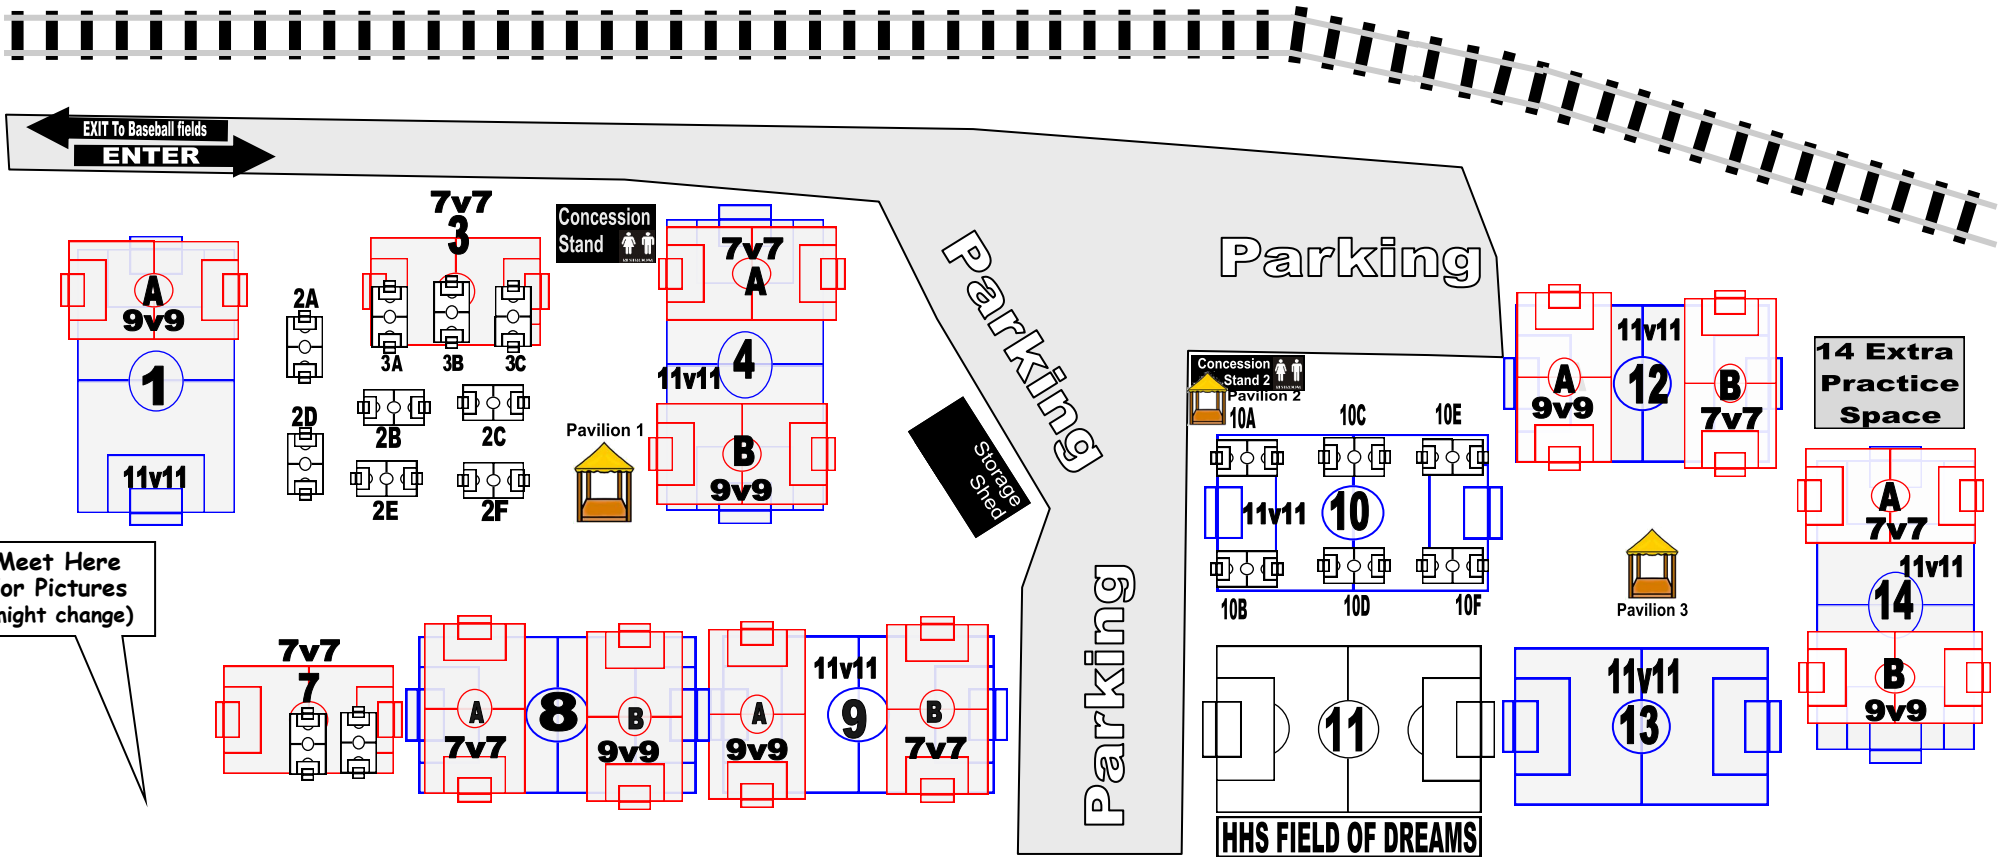 EXIT To Baseball fields
ENTER
7v7
3
Concession
Stand
7v7
A
Parking
Parking
A
9v9
1
11v11
2A
3A
3B
3C
2D
2B
2C
2E
2F
Pavilion 1
4
11v11
B
9v9
Storage
Shed
Parking
Concession
Stand 2
Pavilion 2
10A
10C
10E
11v11
10
10B
10D
10F
11v11
A
12
B
9v9
7v7
14 Extra
Practice
Space
A
7v7
11v11
14
B
9v9
Pavilion 3
Meet Here
or Pictures
might change)
7v7
7
A
8
B
7v7
9v9
11v11
A
9
B
9v9
7v7
11
HHS FIELD OF DREAMS
11v11
13